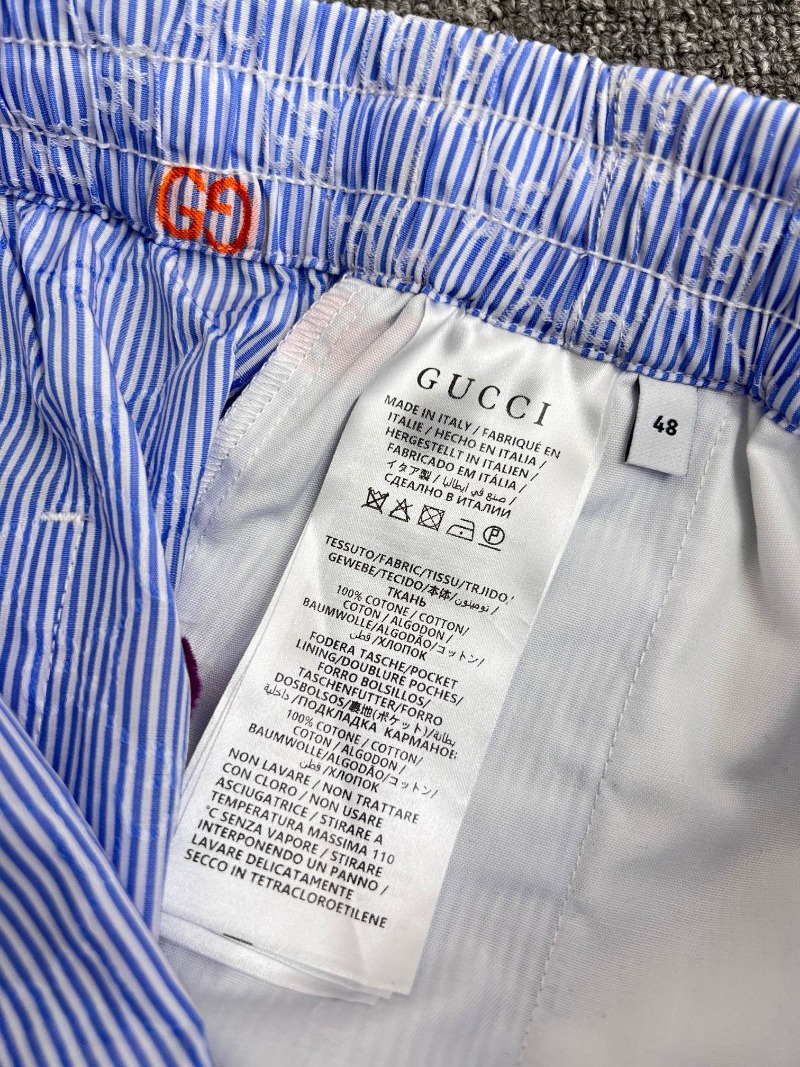 GG
GUCCI
48
MADE IN ITALY / FABRIQUÉ EN
ITALIE / HECHO EN ITALIA /
HERGESTELLT IN ITALIEN /
FABRICADO EM ITÁLIA /
イタア製 / صنع في ايطاليا /
СДЕЛАНО В ИТАЛИИ
P
TESSUTO/FABRIC/TISSU/TRJIDO/
GEWEBE/TECIDO/本体/
ТКАНЬ
100% COTONE / COTTON/
COTON / ALGODON /
BAUMWOLLE/ALGODÃO/コットン/
قطن /ХЛОПОК
FODERA TASCHE/POCKET
LINING/DOUBLURE POCHES/
FORRO BOLSILLOS/
TASCHENFUTTER/FORRO
DOSBOLSOS/裏地(ポケット)/بطانة
داخلية /ПОДКЛАДКА КАРМАНОВ:
100% COTONE / COTTON/
COTON / ALGODON /
BAUMWOLLE/ALGODÃO/コットン/
قطن /ХЛОПОК
NON LAVARE / NON TRATTARE
CON CLORO / NON USARE
ASCIUGATRICE / STIRARE A
TEMPERATURA MASSIMA 110
°C SENZA VAPORE / STIRARE
INTERPONENDO UN PANNO /
LAVARE DELICATAMENTE
SECCO IN TETRACLOROETILENE